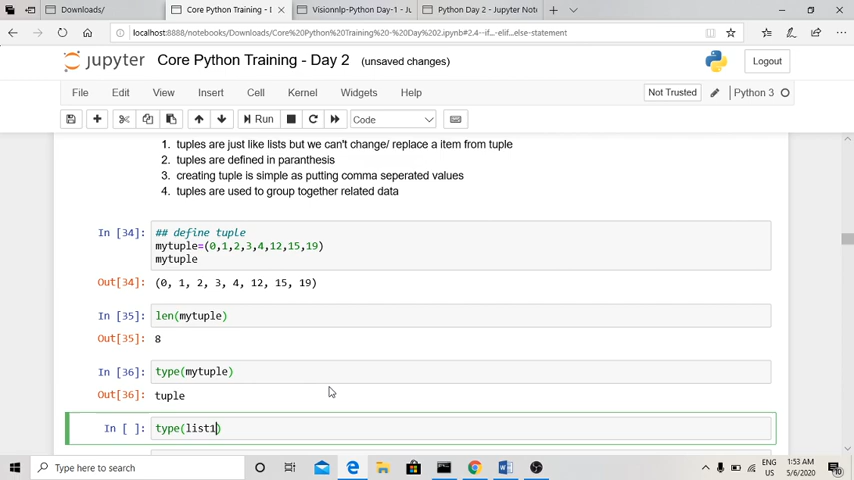 Downloads/
Core Python Training - D
Visionnlp-Python Day-1 - Ju
Python Day 2 - Jupyter Not
localhost:8888/notebooks/Downloads/Core%20Python%20Training%20-%20Day%202.ipynb#2,4--if...-elif...else-statement
jupyter Core Python Training - Day 2 (unsaved changes)
Logout
File Edit View Insert Cell Kernel Widgets Help
Not Trusted
Python 3
Run
Code
1. tuples are just like lists but we can't change/ replace a item from tuple
2. tuples are defined in paranthesis
3. creating tuple is simple as putting comma seperated values
4. tuples are used to group together related data
In [34]: ## define tuple
mytuple=(0,1,2,3,4,12,15,19)
mytuple
Out[34]: (0, 1, 2, 3, 4, 12, 15, 19)
In [35]: len(mytuple)
Out[35]: 8
In [36]: type(mytuple)
Out[36]: tuple
In [ ]: type(list1)
Type here to search
ENG
US
1:53 AM
5/6/2020